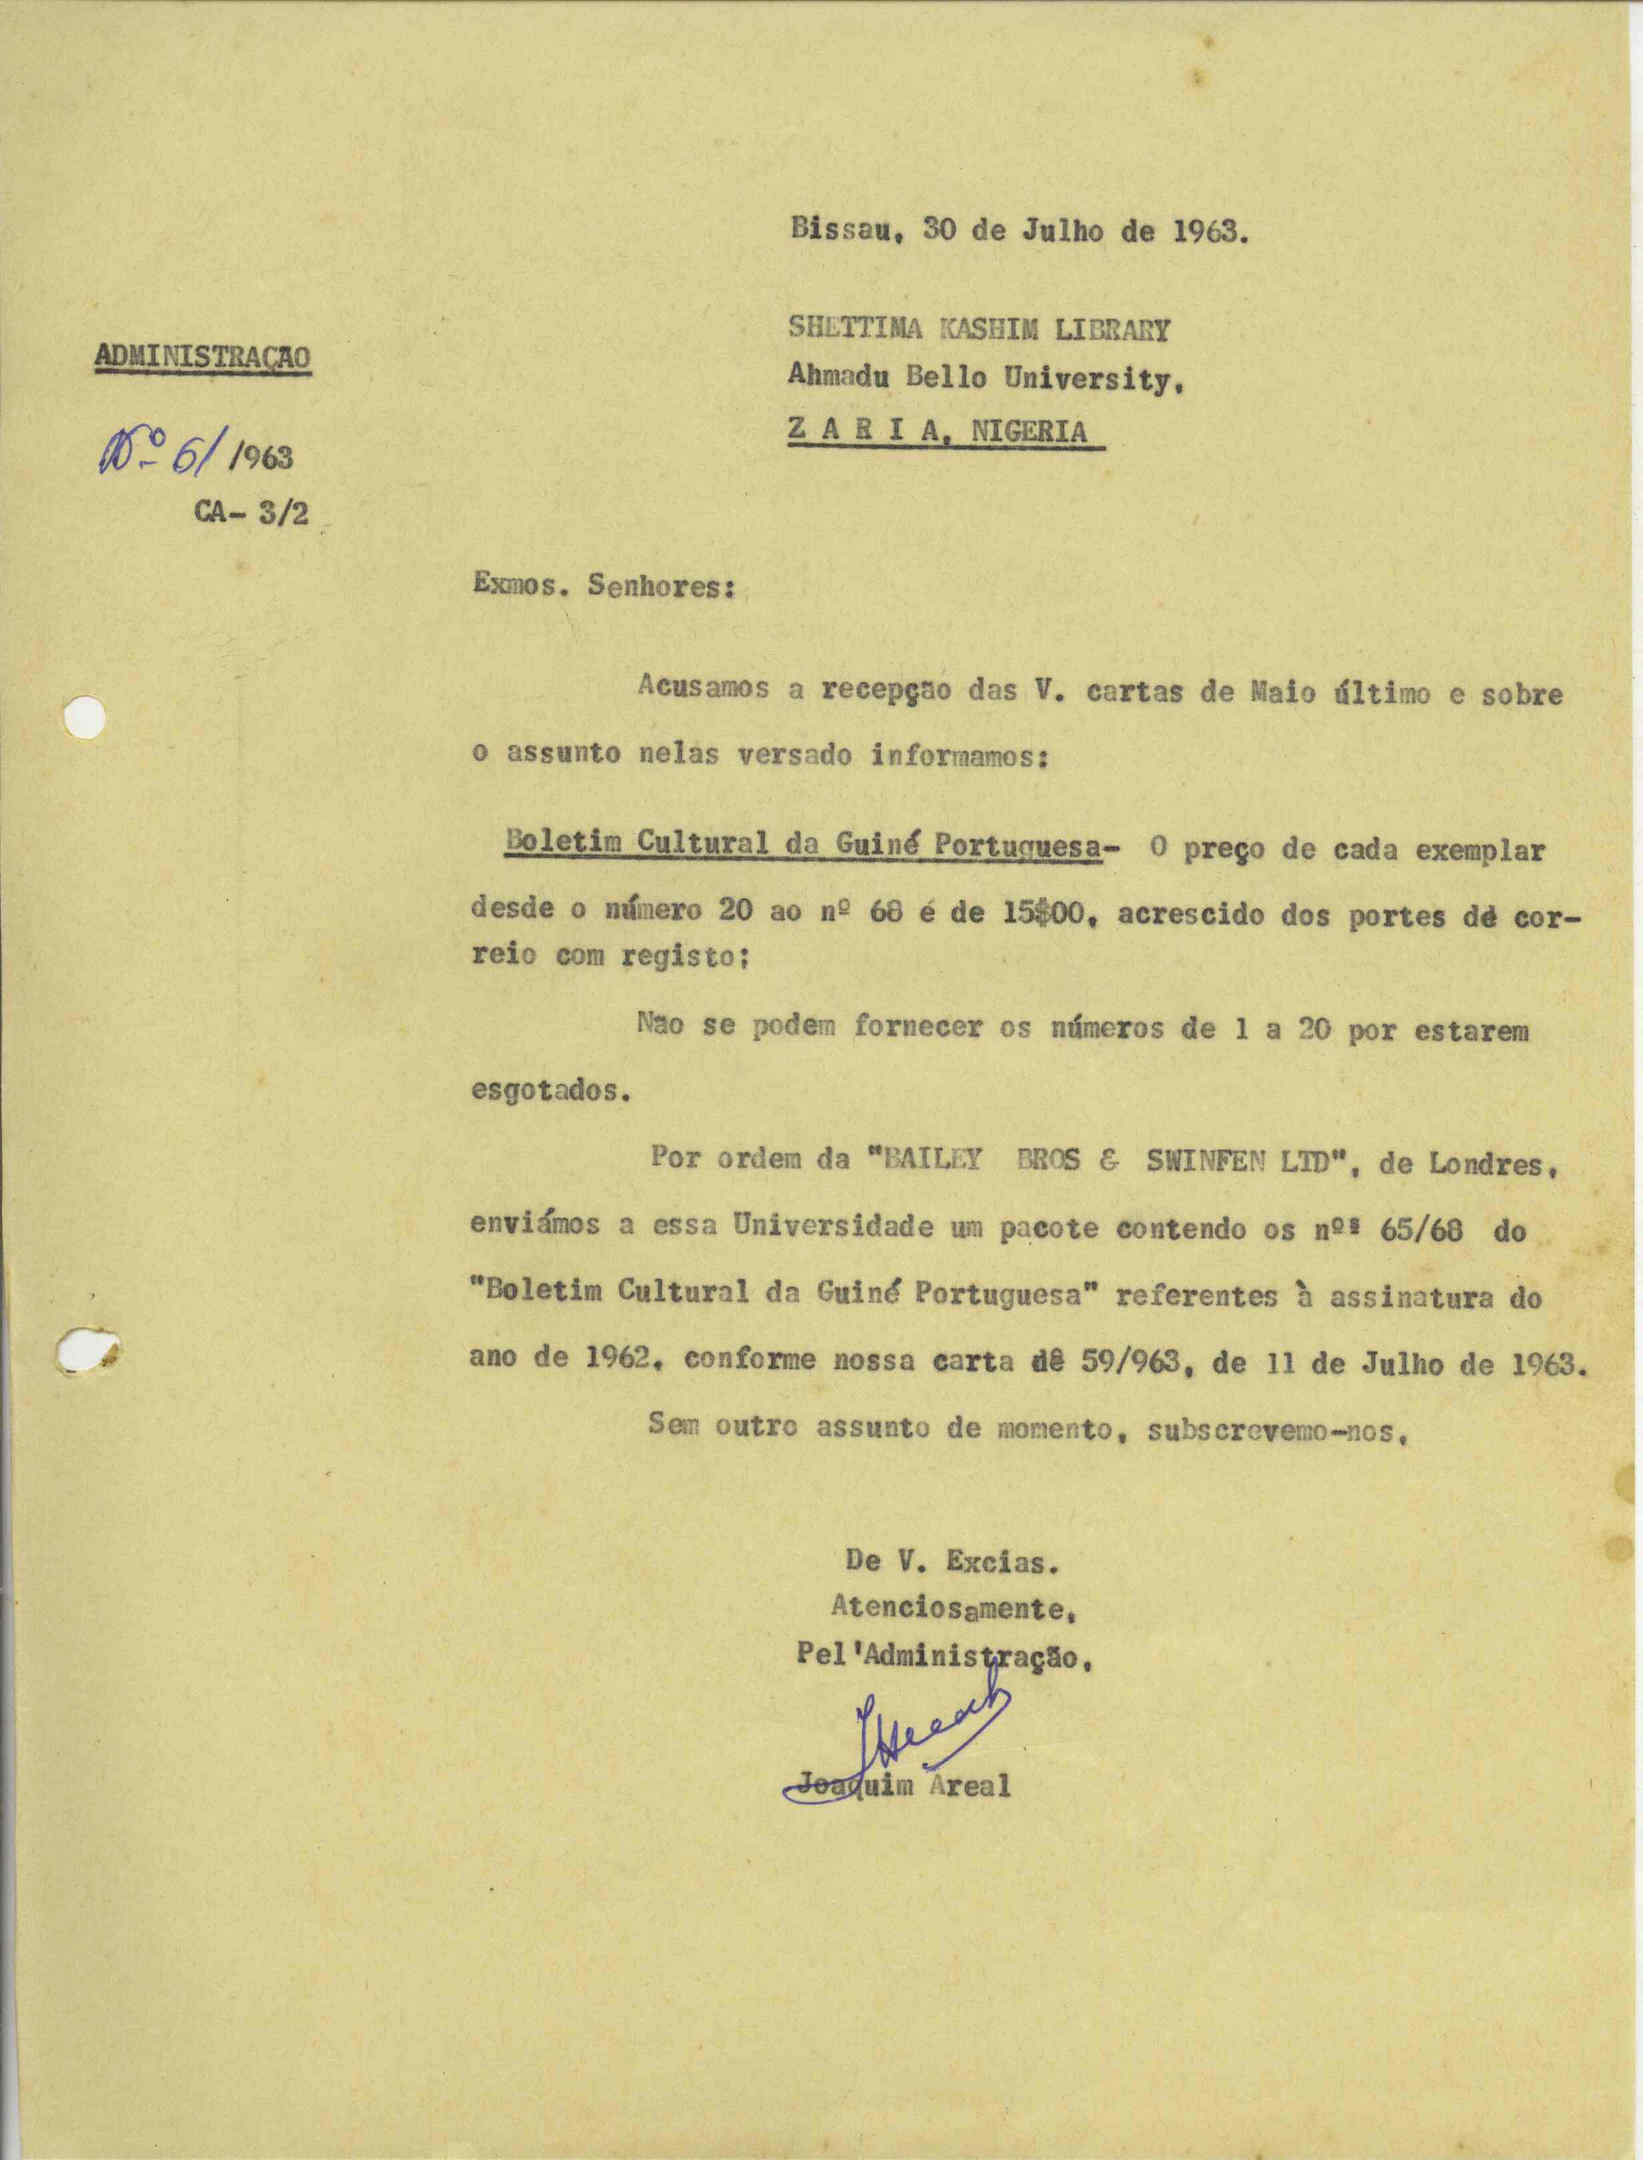 Bissau, 30 de Julho de 1963.
SHETTIMA KASHIM LIBRARY
ADMINISTRAÇÃO
Ahmadu Bello University,
Z A R I A, NIGERIA
Nº 61 /963
CA- 3/2
Exmos. Senhores:
Acusamos a recepção das V. cartas de Maio último e sobre
o assunto nelas versado informamos:
Boletim Cultural da Guiné Portuguesa- O preço de cada exemplar
desde o número 20 ao nº 68 é de 15$00, acrescido dos portes de cor-
reio com registo;
Não se podem fornecer os números de 1 a 20 por estarem
esgotados.
Por ordem da "BAILEY BROS & SWINFEN LTD", de Londres,
enviámos a essa Universidade um pacote contendo os nºs 65/68 do
"Boletim Cultural da Guiné Portuguesa" referentes à assinatura do
ano de 1962, conforme nossa carta dê 59/963, de 11 de Julho de 1963.
Sem outro assunto de momento, subscrevemo-nos,
De V. Excias.
Atenciosamente,
Pel'Administração,
Joaquim Areal